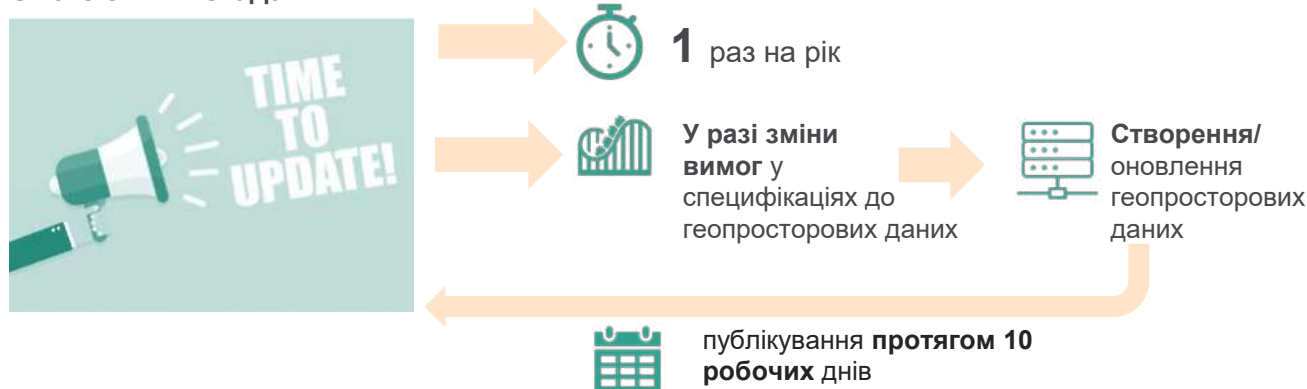 TIME
TO
UPDATE!
1 раз на рік
У разі зміни
вимог у
специфікаціях до
геопросторових даних
Створення/
оновлення
геопросторових
даних
публікування протягом 10
робочих днів